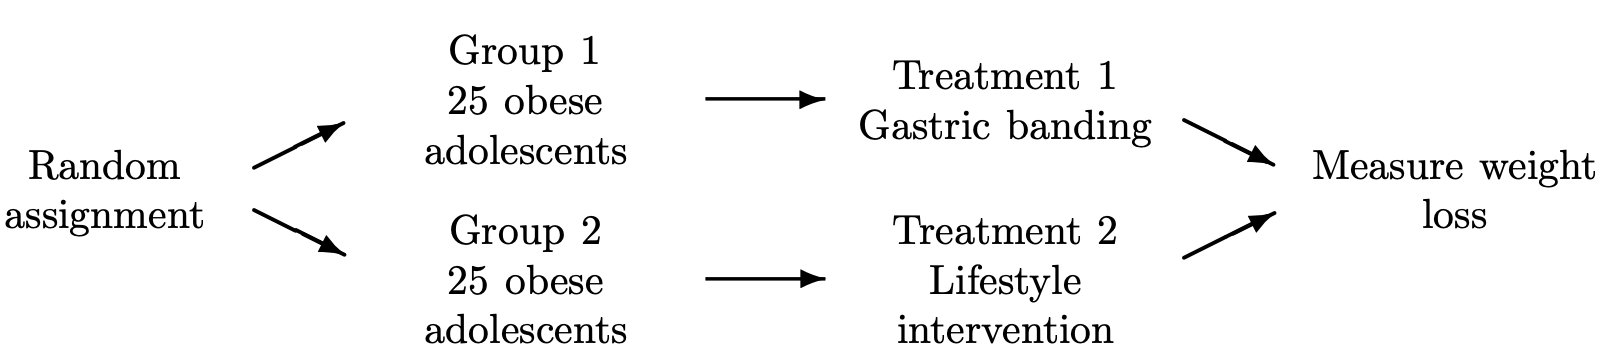 Random
assignment
Group 1
25 obese
adolescents
Treatment 1
Gastric banding
Group 2
25 obese
adolescents
Treatment 2
Lifestyle
intervention
Measure weight
loss